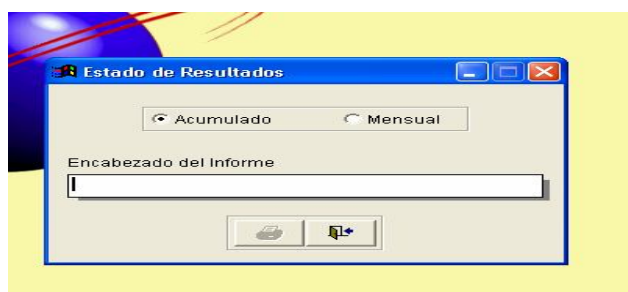 Estado de Resultados
Acumulado Mensual
Encabezado del Informe